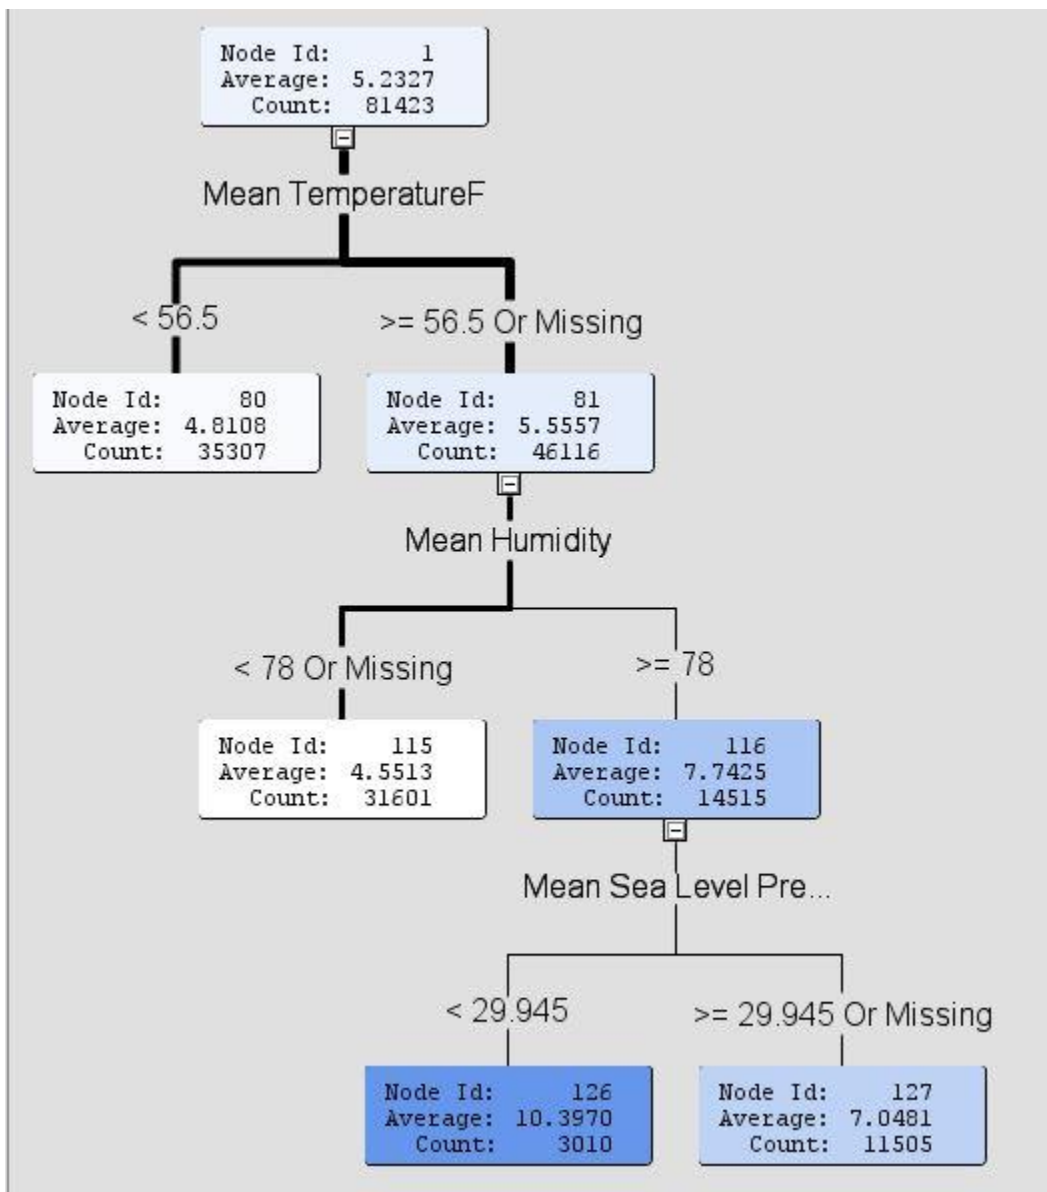 Node Id: 1
Average: 5.2327
Count: 81423
Mean TemperatureF
< 56.5
>= 56.5 Or Missing
Node Id: 80
Average: 4.8108
Count: 35307
Node Id: 81
Average: 5.5557
Count: 46116
Mean Humidity
< 78 Or Missing
>= 78
Node Id: 115
Average: 4.5513
Count: 31601
Node Id: 116
Average: 7.7425
Count: 14515
Mean Sea Level Pre...
< 29.945
>= 29.945 Or Missing
Node Id: 126
Average: 10.3970
Count: 3010
Node Id: 127
Average: 7.0481
Count: 11505